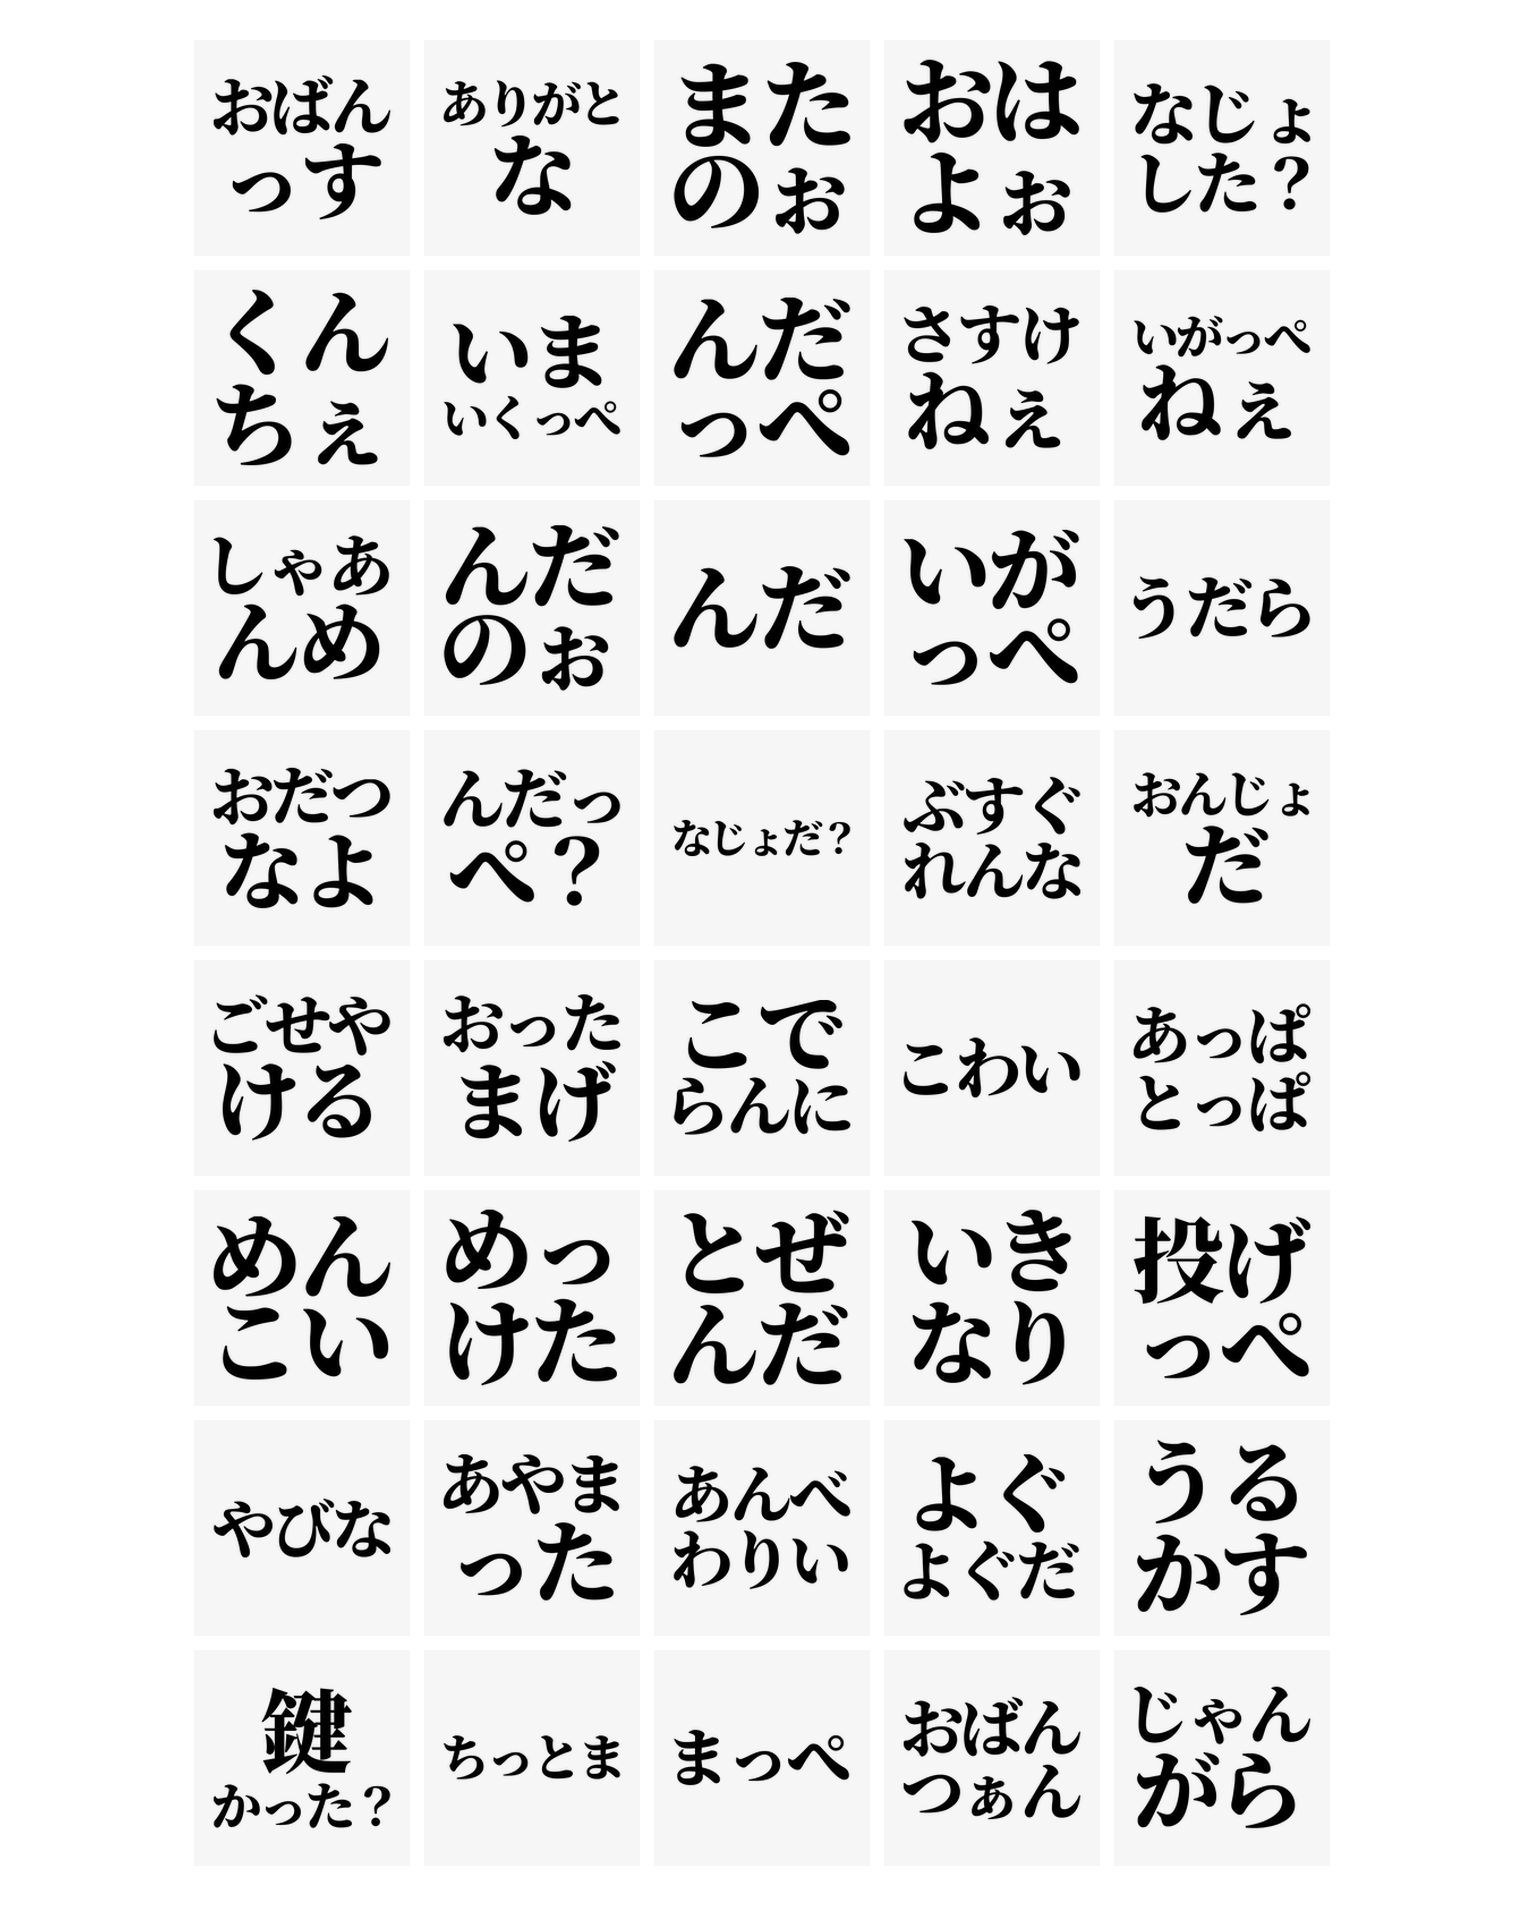 おばん
っす
ありがと
な
また
のぉ
おは
よぉ
なじょ
した？
くん
ちぇ
いま
いくっぺ
んだ
っぺ
さすけ
ねぇ
いがっぺ
ねぇ
しゃあ
んめ
んだ
のぉ
んだ
いが
っぺ
うだら
おだつ
なよ
んだっ
ぺ？
なじょだ？
ぶすぐ
れんな
おんじょ
だ
ごせや
ける
おった
まげ
こで
らんに
こわい
あっぱ
とっぱ
めん
こい
めっ
けた
とぜ
んだ
いき
なり
投げ
っぺ
やびな
あやま
った
あんべ
わりい
よぐ
よぐだ
うる
かす
鍵
かった？
ちっとま
まっぺ
おばん
つぁん
じゃん
がら